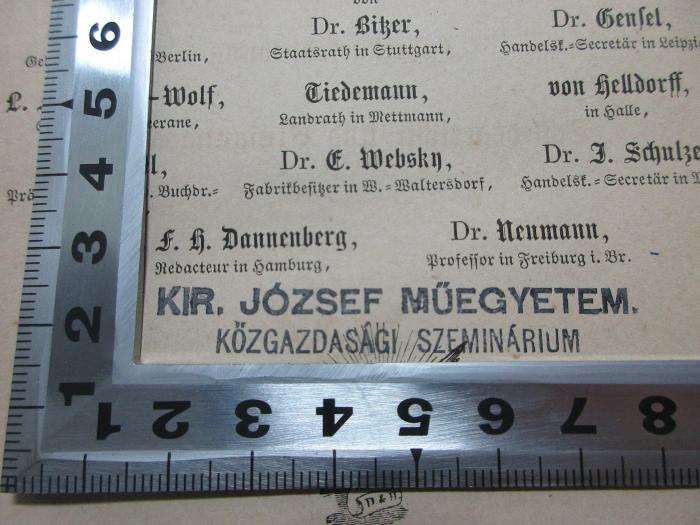 von
Dr. Bitzer,
Dr. Gensel,
Berlin,
Staatsrath in Stuttgart,
Handelsk.=Secretär in
L.
-Wolf,
Tiedemann,
von Helldorff,
Landrath in Mettmann,
in Halle,
Dr. E. Websky,
Dr. J. Schulze
Buchdr.=
Fabrikbesitzer in W.=Waltersdorf,
Handelsk.=Secretär in
F. H. Dannenberg,
Dr. Neumann,
Redacteur in Hamburg,
Professor in Freiburg i. Br.
KIR. JÓZSEF MŰEGYETEM.
KÖZGAZDASÁGI SZEMINÁRIUM
6
5
4
3
2
1
1 2 3 4 5 6 7 8
D & H